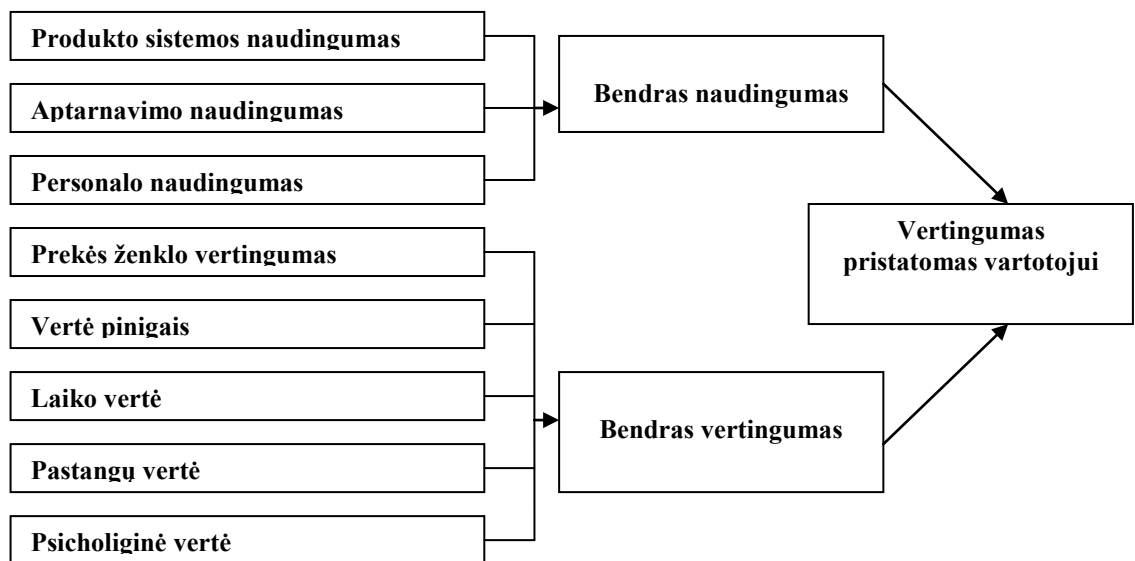 Produkto sistemos naudingumas
Aptarnavimo naudingumas
Personalo naudingumas
Prekės ženklo vertingumas
Vertė pinigais
Laiko vertė
Pastangų vertė
Psicholiginė vertė
Bendras naudingumas
Bendras vertingumas
Vertingumas
pristatomas vartotojui